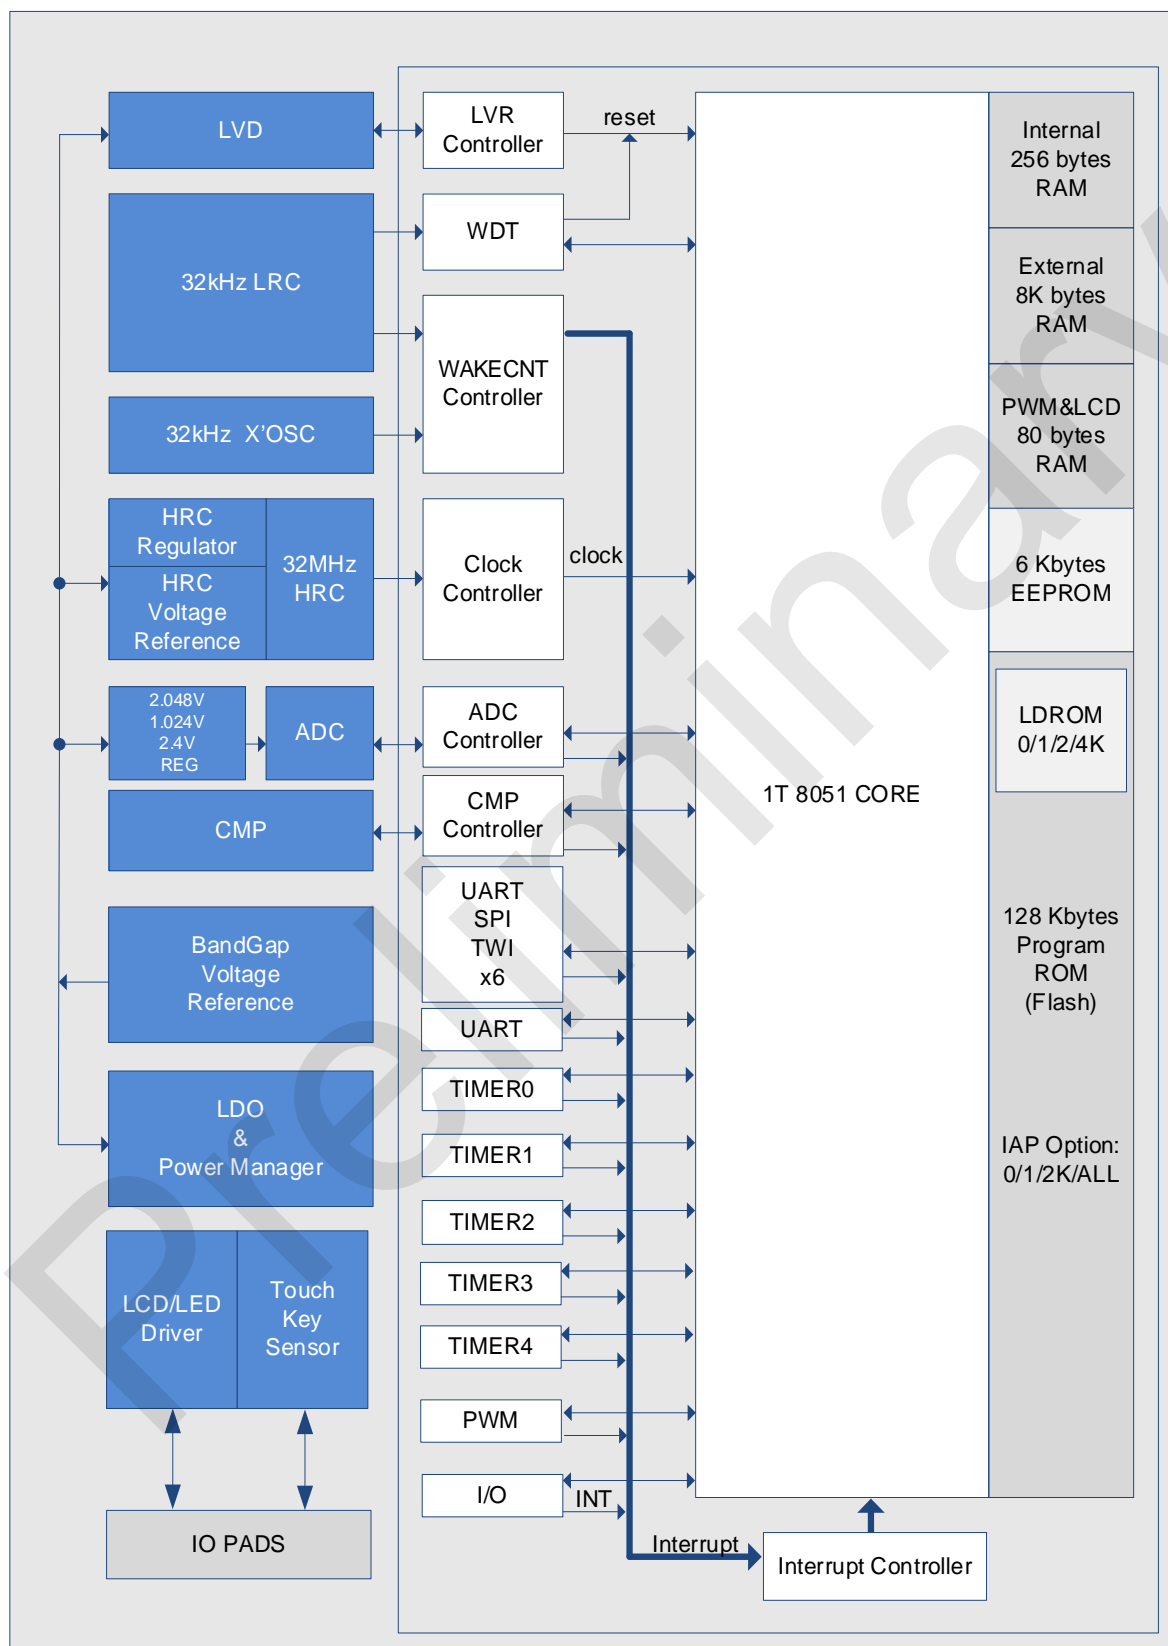 LVD
LVR
Controller
reset
Internal
256 bytes
RAM
32kHz LRC
WDT
External
8K bytes
RAM
WAKECNT
Controller
32kHz X'OSC
PWM&LCD
80 bytes
RAM
HRC
Regulator
HRC
Voltage
Reference
32MHz
HRC
Clock
Controller
clock
6 Kbytes
EEPROM
2.048V
1.024V
2.4V
REG
ADC
ADC
Controller
LDROM
0/1/2/4K
1T 8051 CORE
CMP
CMP
Controller
UART
SPI
TWI
x6
BandGap
Voltage
Reference
128 Kbytes
Program
ROM
(Flash)
UART
LDO
&
Power Manager
TIMER0
TIMER1
IAP Option:
0/1/2K/ALL
TIMER2
LCD/LED
Driver
Touch
Key
Sensor
TIMER3
TIMER4
PWM
I/O
INT
IO PADS
Interrupt
Interrupt Controller
Preliminary